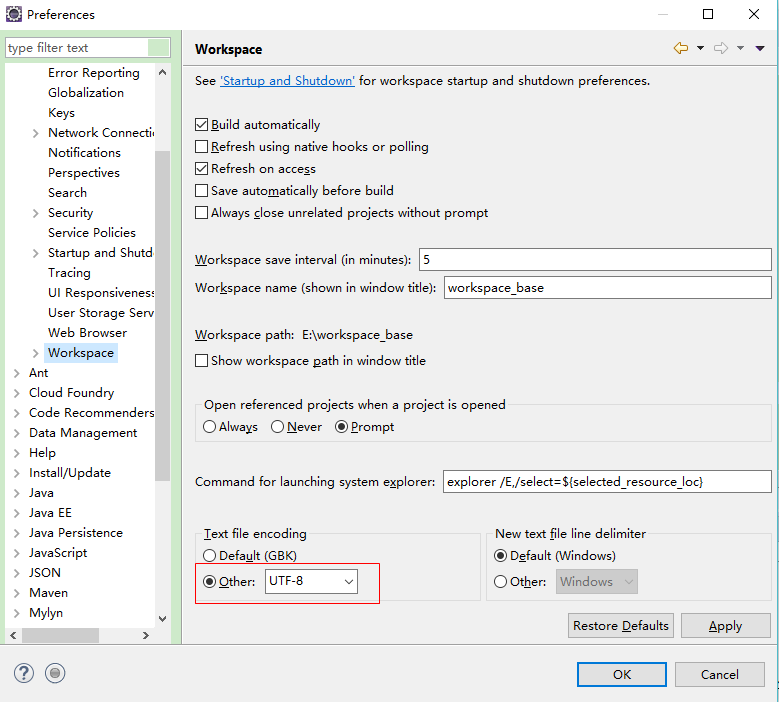 Preferences
type filter text
Error Reporting
Globalization
Keys
Network Connecti
Notifications
Perspectives
Search
Security
Service Policies
Startup and Shutd
Tracing
UI Responsiveness
User Storage Serv
Web Browser
Workspace
Ant
Cloud Foundry
Code Recommenders
Data Management
Help
Install/Update
Java
Java EE
Java Persistence
JavaScript
JSON
Maven
Mylyn
Workspace
See 'Startup and Shutdown' for workspace startup and shutdown preferences.
Build automatically
Refresh using native hooks or polling
Refresh on access
Save automatically before build
Always close unrelated projects without prompt
Workspace save interval (in minutes): 5
Workspace name (shown in window title): workspace_base
Workspace path: E:\workspace_base
Show workspace path in window title
Open referenced projects when a project is opened
Always Never Prompt
Command for launching system explorer: explorer /E,/select=${selected_resource_loc}
Text file encoding
Default (GBK)
Other: UTF-8
New text file line delimiter
Default (Windows)
Other: Windows
Restore Defaults Apply
? OK Cancel